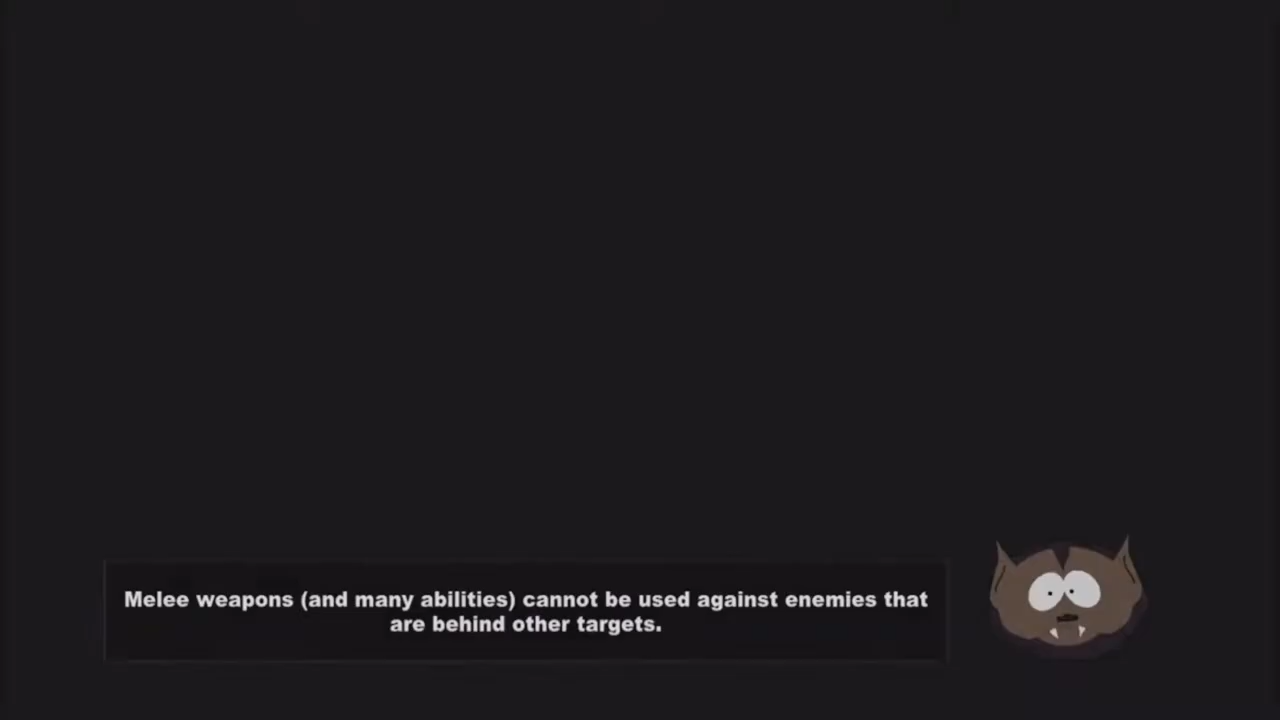 Melee weapons (and many abilities) cannot be used against enemies that
are behind other targets.